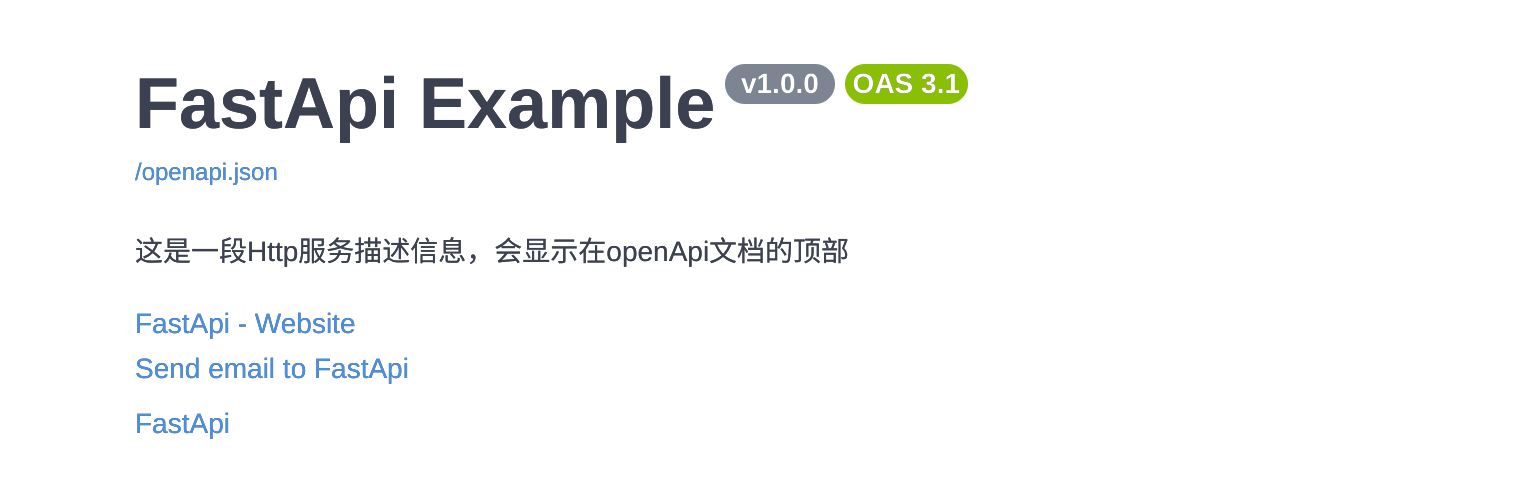 FastApi Example v1.0.0 OAS 3.1
/openapi.json
这是一段Http服务描述信息，会显示在openApi文档的顶部
FastApi - Website
Send email to FastApi
FastApi